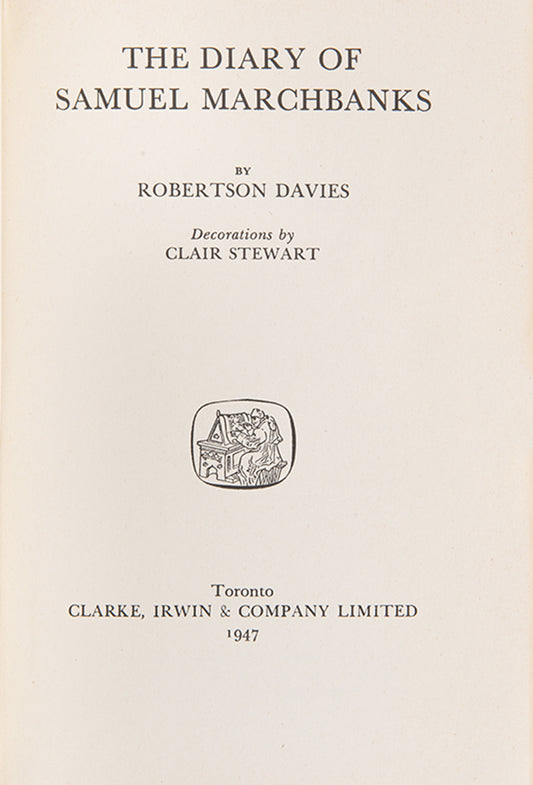 THE DIARY OF
SAMUEL MARCHBANKS
BY
ROBERTSON DAVIES
Decorations by
CLAIR STEWART
Toronto
CLARKE, IRWIN & COMPANY LIMITED
1947